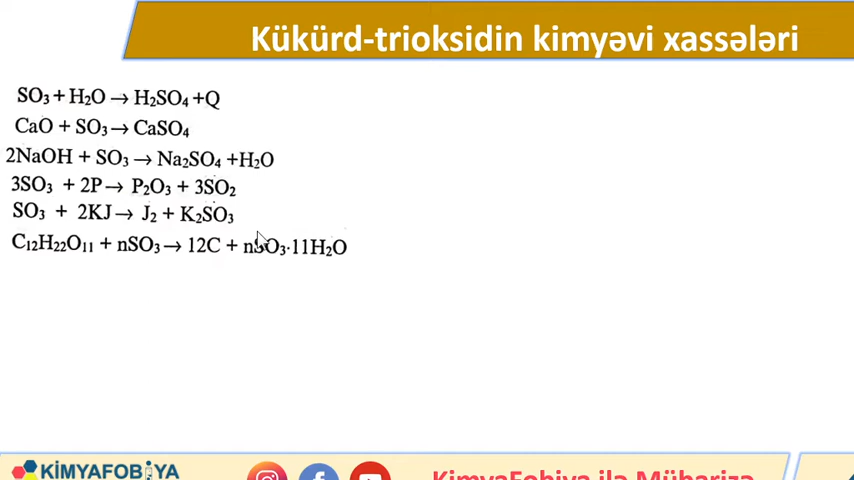 Kükürd-trioksidin kimyəvi xassələri
SO₃ + H₂O → H₂SO₄ +Q
CaO + SO₃ → CaSO₄
2NaOH + SO₃ → Na₂SO₄ +H₂O
3SO₃ + 2P → P₂O₃ + 3SO₂
SO₃ + 2KJ → J₂ + K₂SO₃
C₁₂H₂₂O₁₁ + nSO₃ → 12C + nSO₃·11H₂O
KİMYAFOBİYA
KimyaFobiya ilə Mübarizə